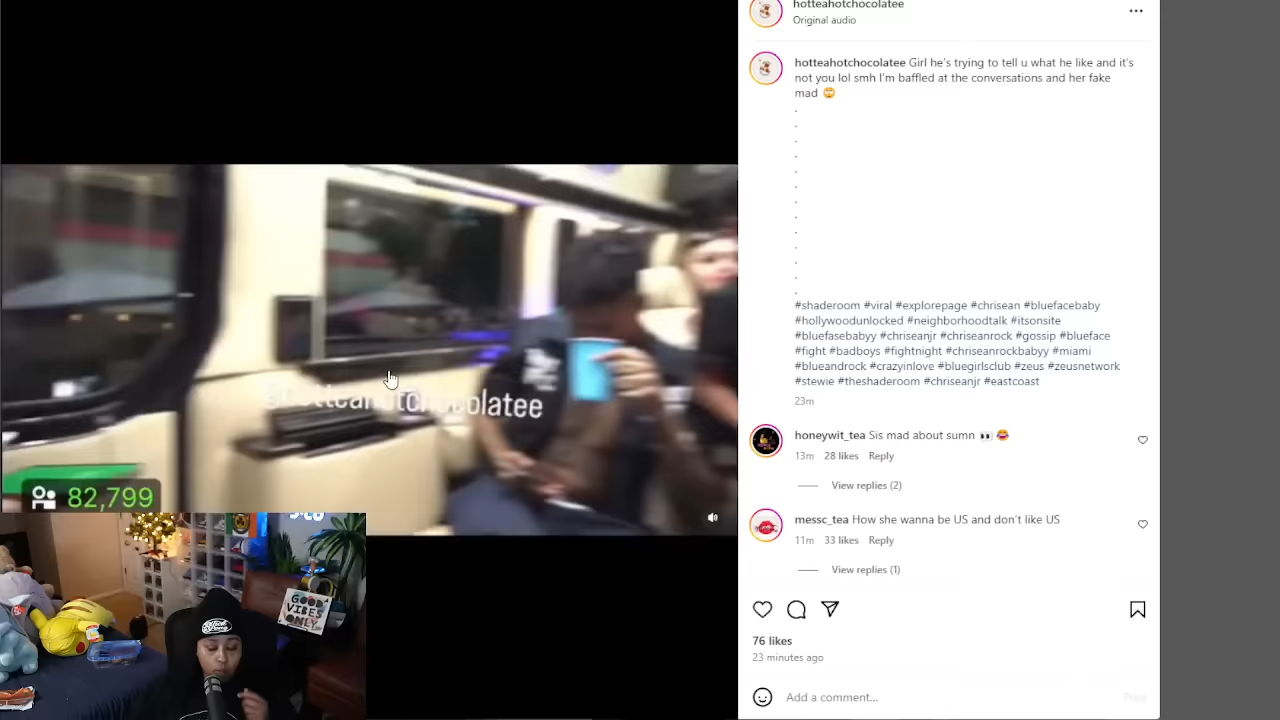 hotteahotchocolatee
Original audio
hotteahotchocolatee Girl he's trying to tell u what he like and it's
not you lol smh I'm baffled at the conversations and her fake
mad 🙄
.
.
.
.
.
.
.
.
.
.
.
.
.
#shaderoom #viral #explorepage #chrisean #bluefacebaby
#hollywoodunlocked #neighborhoodtalk #itsonsite
#bluefasebabyy #chriseanjr #chriseanrock #gossip #blueface
#fight #badboys #fightnight #chriseanrockbabyy #miami
#blueandrock #crazyinlove #bluegirlsclub #zeus #zeusnetwork
#stewie #theshaderoom #chriseanjr #eastcoast
23m
honeywit_tea Sis mad about sumn 👀 😂
13m 28 likes Reply
View replies (2)
messc_tea How she wanna be US and don't like US
11m 33 likes Reply
View replies (1)
76 likes
23 minutes ago
Add a comment...
Post
@hotteahotchocolatee
82,799
GOOD
VIBES
ONLY